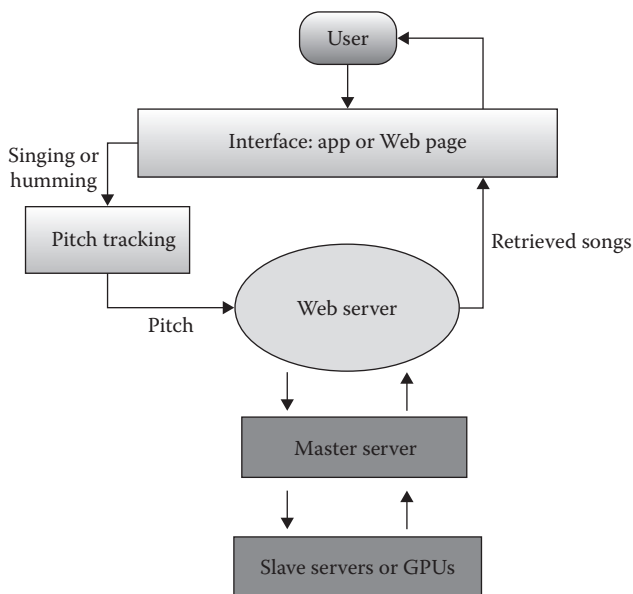 User
Interface: app or Web page
Singing or
humming
Pitch tracking
Retrieved songs
Web server
Pitch
Master server
Slave servers or GPUs